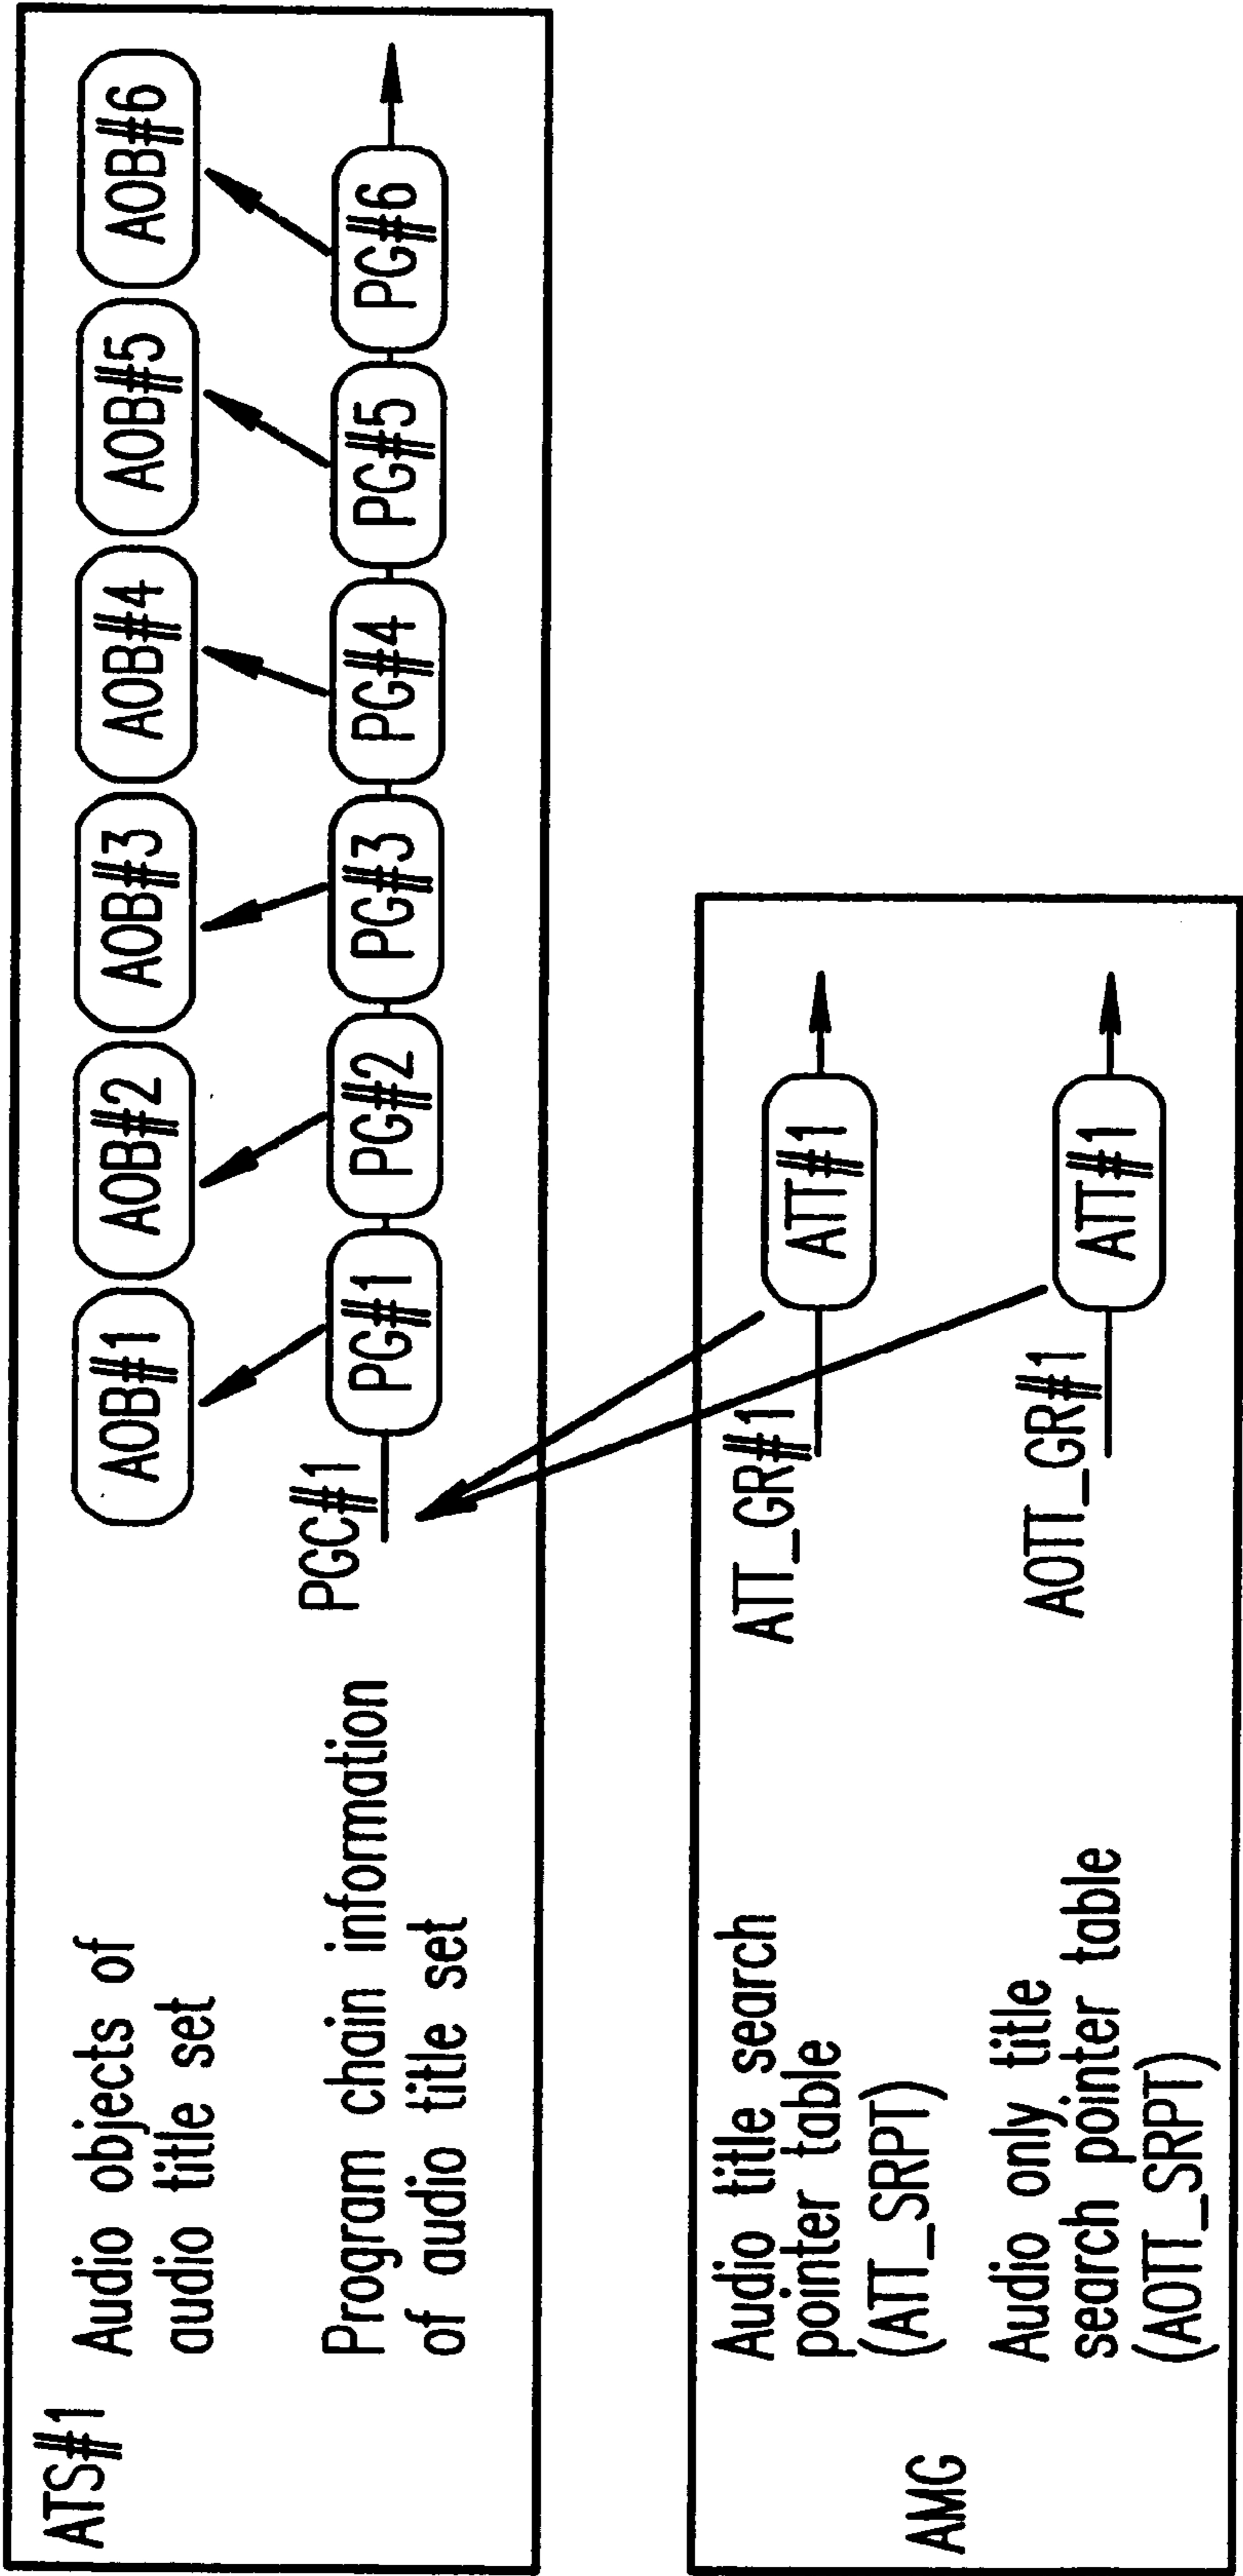 ATS#1
Audio objects of
audio title set
AOB#1 AOB#2 AOB#3 AOB#4 AOB#5 AOB#6
PGC#1
PG#1 PG#2 PG#3 PG#4 PG#5 PG#6
Program chain information
of audio title set
AMG
Audio title search
pointer table
(ATT_SRPT)
ATT_GR#1
ATT#1
Audio only title
search pointer table
(AOTT_SRPT)
AOTT_GR#1
ATT#1